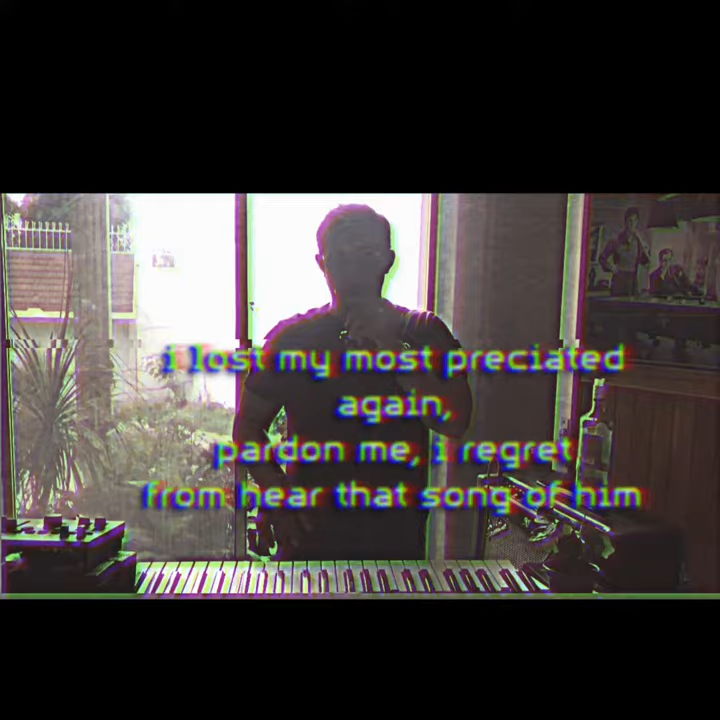 i lost my most preciated
again,
pardon me, i regret
from hear that song of him